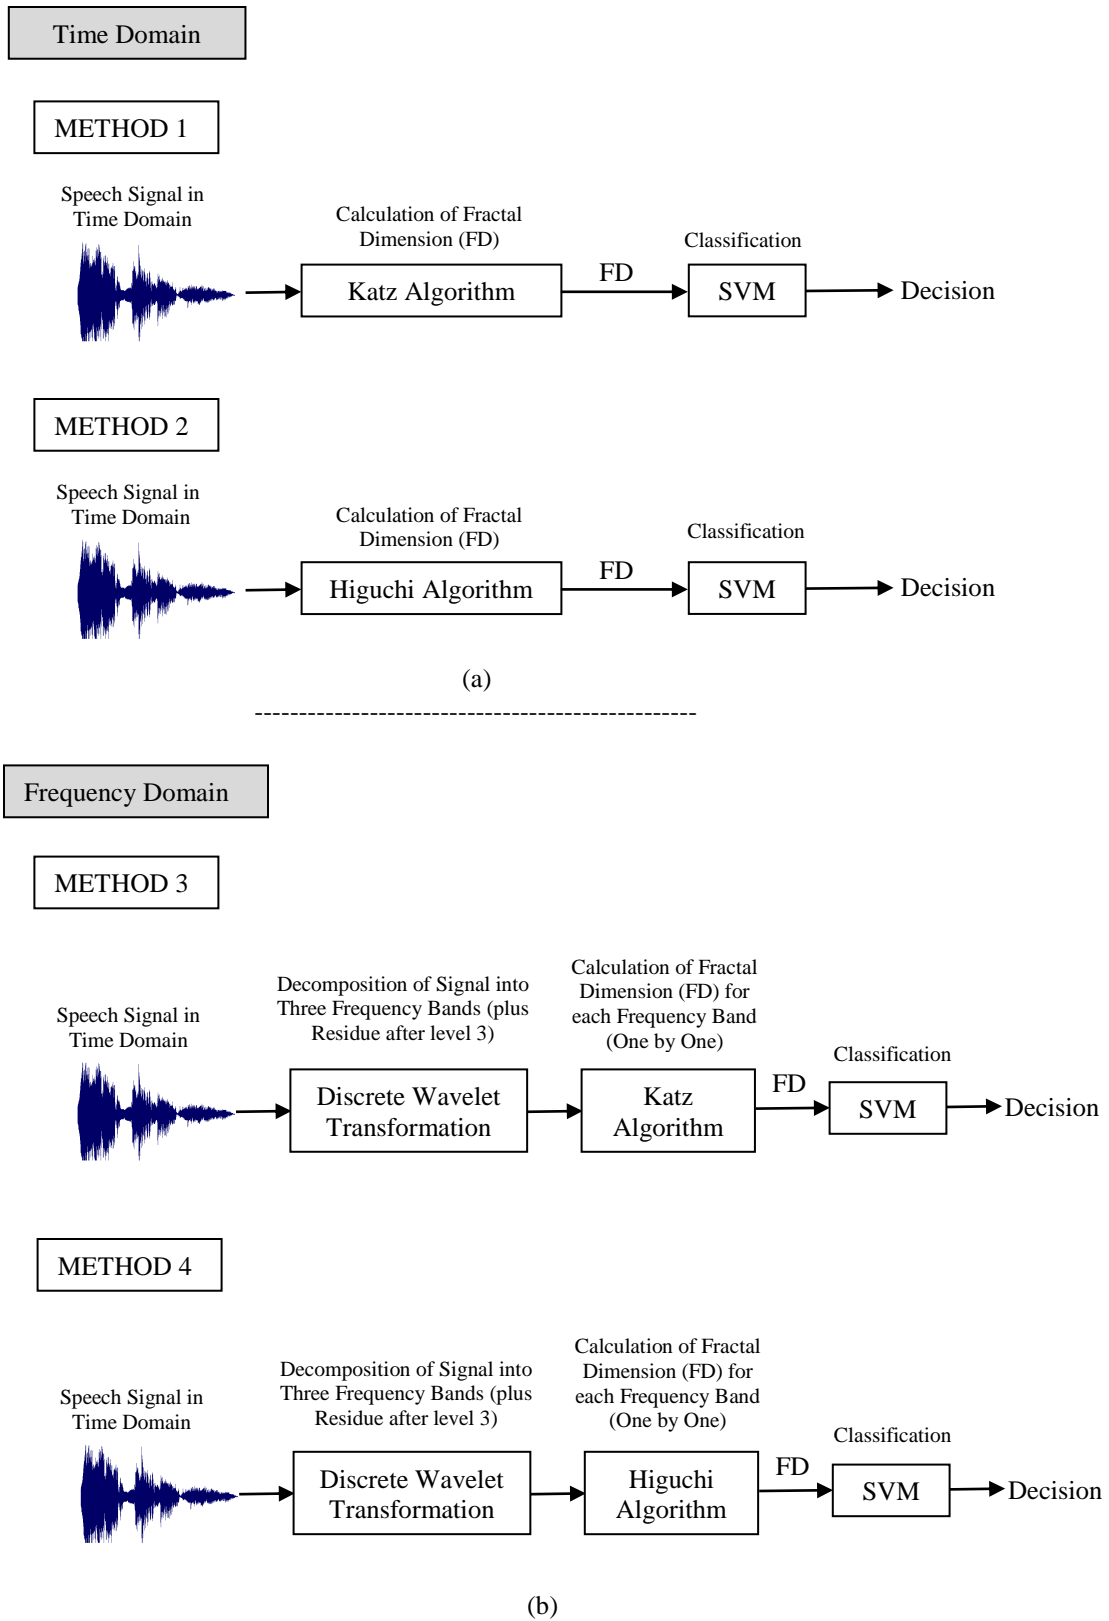 Time Domain
METHOD 1
Speech Signal in
Time Domain
Calculation of Fractal
Dimension (FD)
Katz Algorithm
FD
Classification
SVM
Decision
METHOD 2
Speech Signal in
Time Domain
Calculation of Fractal
Dimension (FD)
Higuchi Algorithm
FD
Classification
SVM
Decision
(a)
--------------------------------------------------
Frequency Domain
METHOD 3
Speech Signal in
Time Domain
Decomposition of Signal into
Three Frequency Bands (plus
Residue after level 3)
Discrete Wavelet
Transformation
Calculation of Fractal
Dimension (FD) for
each Frequency Band
(One by One)
Katz
Algorithm
FD
Classification
SVM
Decision
METHOD 4
Speech Signal in
Time Domain
Decomposition of Signal into
Three Frequency Bands (plus
Residue after level 3)
Discrete Wavelet
Transformation
Calculation of Fractal
Dimension (FD) for
each Frequency Band
(One by One)
Higuchi
Algorithm
FD
Classification
SVM
Decision
(b)